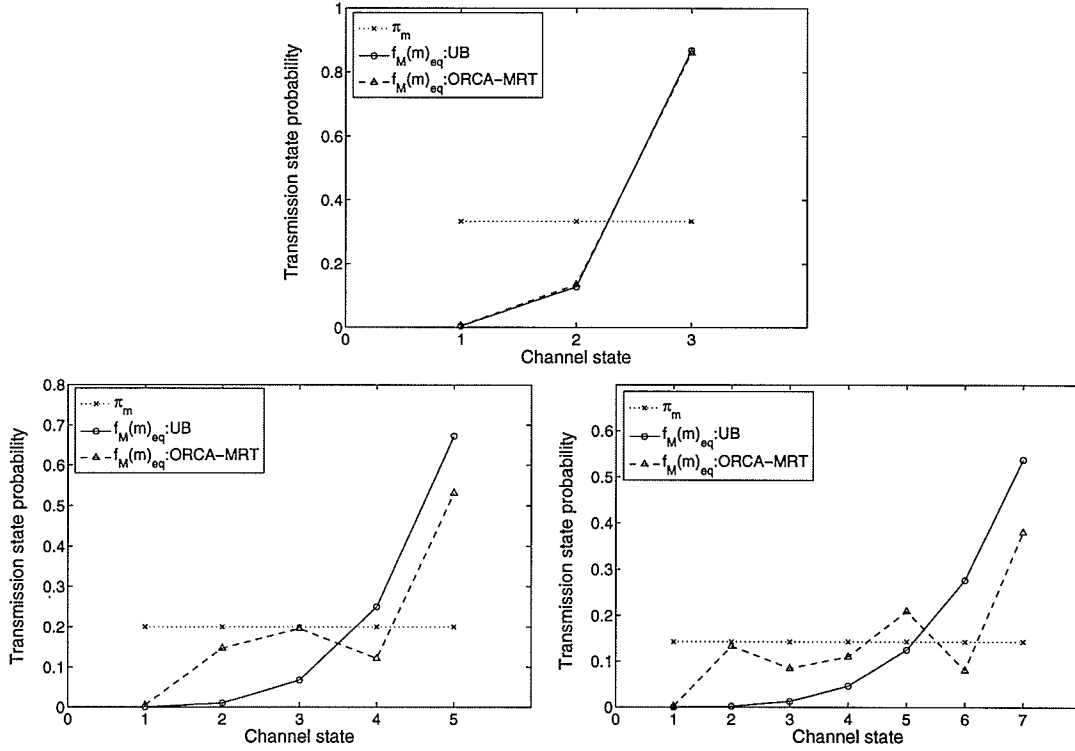 1
0.8
0.6
0.4
0.2
0
Transmission state probability
π_m
f_M(m)_eq:UB
f_M(m)_eq:ORCA-MRT
0 1 2 3
Channel state
0.8
0.7
0.6
0.5
0.4
0.3
0.2
0.1
0
Transmission state probability
π_m
f_M(m)_eq:UB
f_M(m)_eq:ORCA-MRT
0 1 2 3 4 5
Channel state
0.6
0.5
0.4
0.3
0.2
0.1
0
Transmission state probability
π_m
f_M(m)_eq:UB
f_M(m)_eq:ORCA-MRT
0 1 2 3 4 5 6 7
Channel state